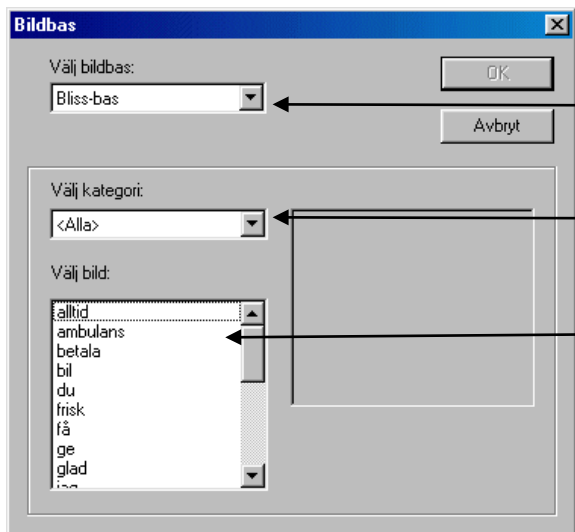 Bildbas
Välj bildbas:
OK
Bliss-bas
Avbryt
Välj kategori:
<Alla>
Välj bild:
alltid
ambulans
betala
bil
du
frisk
få
ge
glad
jag